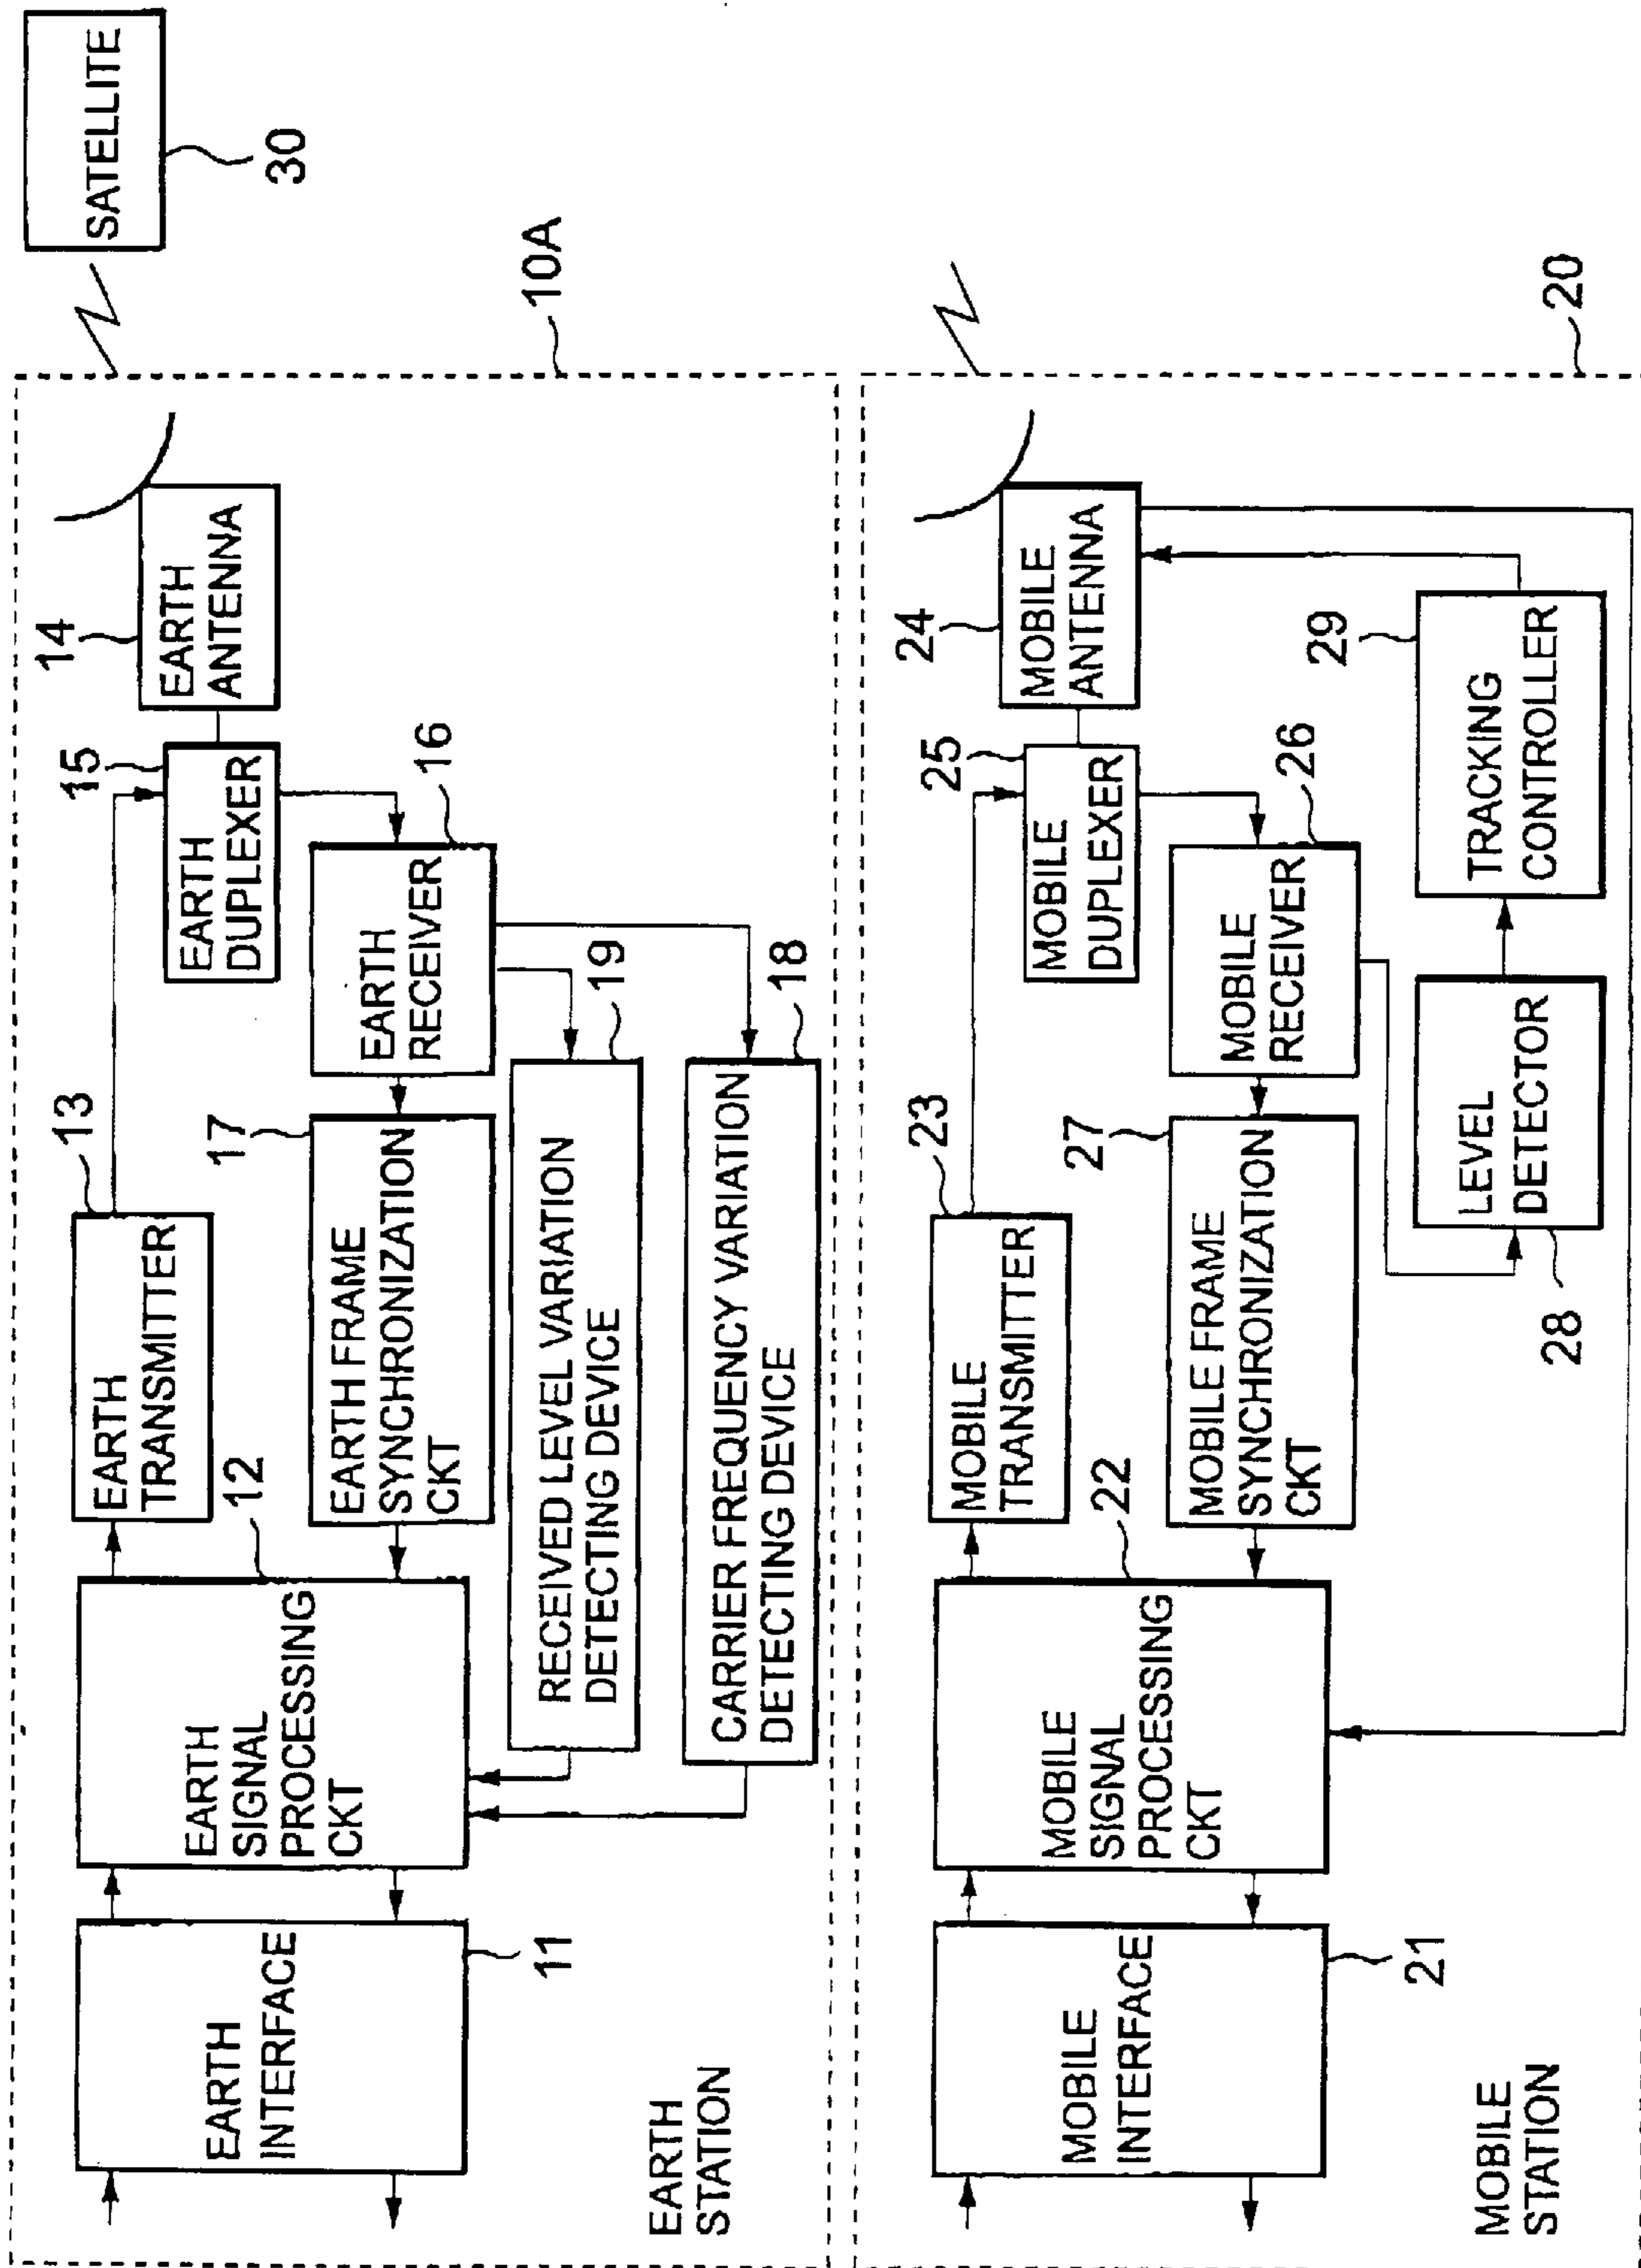 SATELLITE
30
10A
14
EARTH
ANTENNA
15
EARTH
DUPLEXER
16
EARTH
RECEIVER
13
EARTH
TRANSMITTER
17
EARTH FRAME
SYNCHRONIZATION
CKT
19
RECEIVED LEVEL VARIATION
DETECTING DEVICE
18
CARRIER FREQUENCY VARIATION
DETECTING DEVICE
12
EARTH
SIGNAL
PROCESSING
CKT
EARTH
INTERFACE
11
EARTH
STATION
20
24
MOBILE
ANTENNA
25
MOBILE
DUPLEXER
26
MOBILE
RECEIVER
29
TRACKING
CONTROLLER
23
MOBILE
TRANSMITTER
27
MOBILE FRAME
SYNCHRONIZATION
CKT
LEVEL
DETECTOR
28
22
MOBILE
SIGNAL
PROCESSING
CKT
MOBILE
INTERFACE
21
MOBILE
STATION